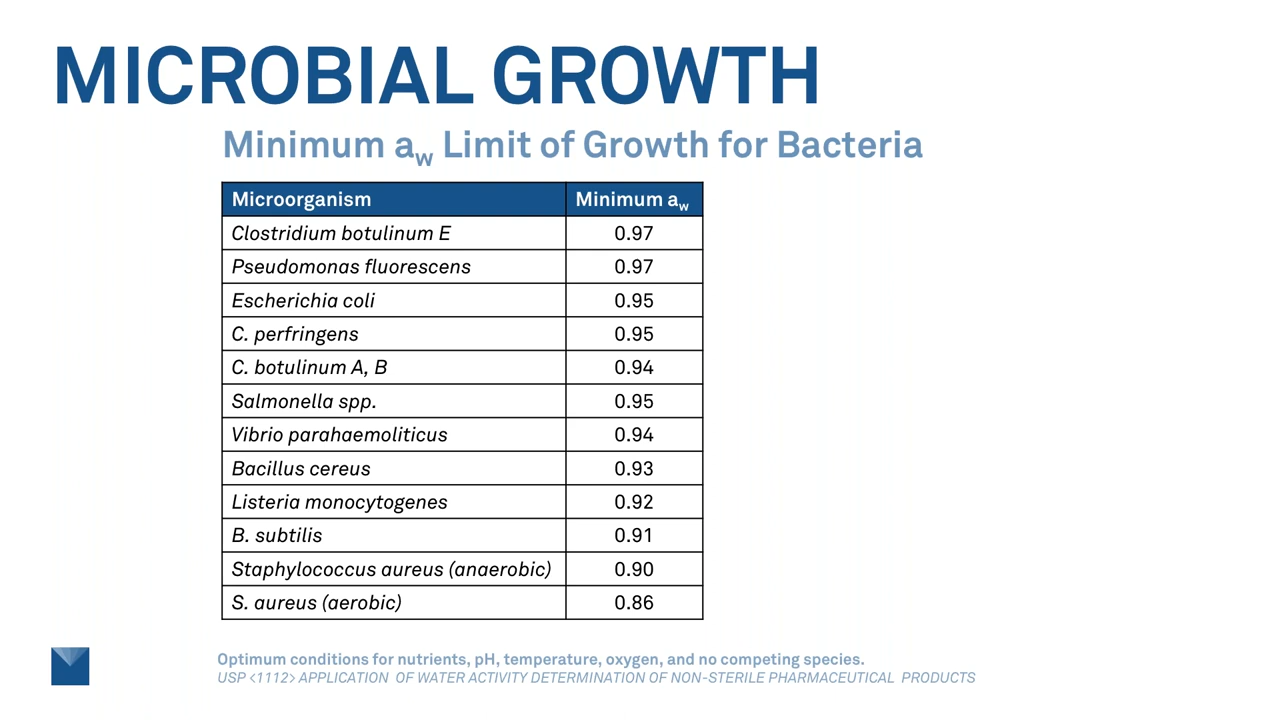 MICROBIAL GROWTH
Minimum aw Limit of Growth for Bacteria
Microorganism Minimum aw
Clostridium botulinum E 0.97
Pseudomonas fluorescens 0.97
Escherichia coli 0.95
C. perfringens 0.95
C. botulinum A, B 0.94
Salmonella spp. 0.95
Vibrio parahaemoliticus 0.94
Bacillus cereus 0.93
Listeria monocytogenes 0.92
B. subtilis 0.91
Staphylococcus aureus (anaerobic) 0.90
S. aureus (aerobic) 0.86
Optimum conditions for nutrients, pH, temperature, oxygen, and no competing species.
USP <1112> APPLICATION OF WATER ACTIVITY DETERMINATION OF NON-STERILE PHARMACEUTICAL PRODUCTS